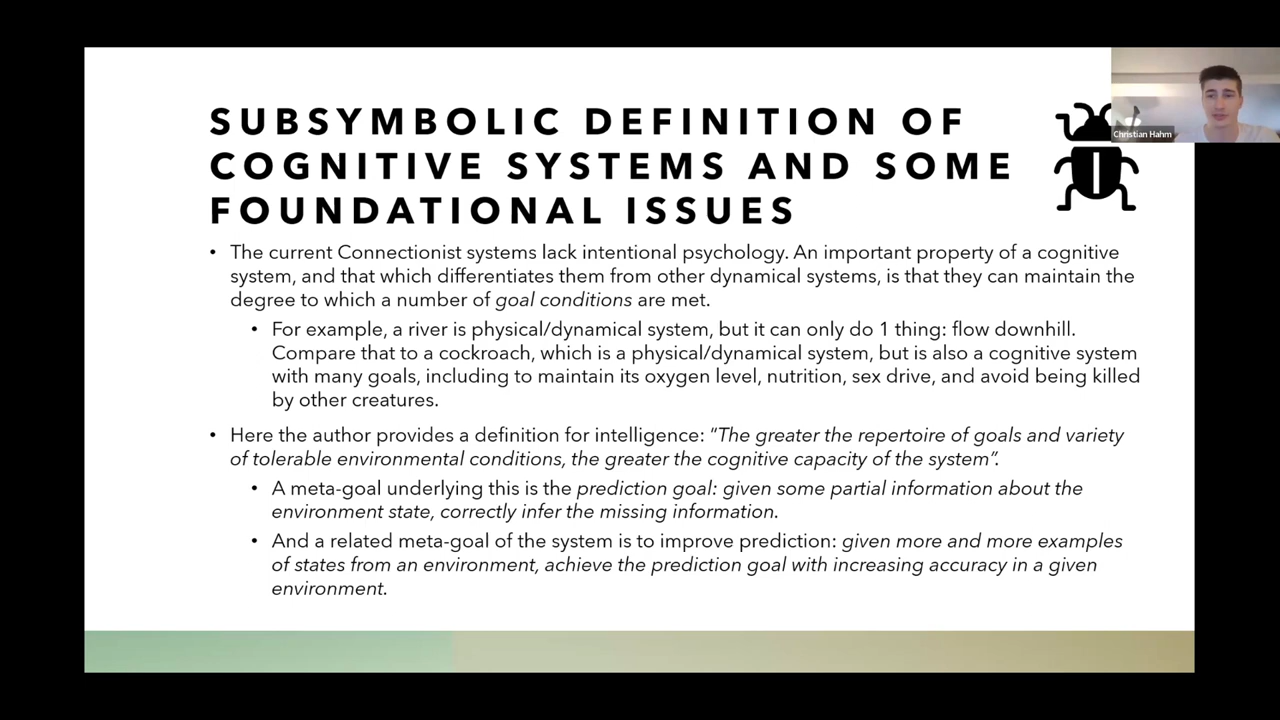 SUBSYMBOLIC DEFINITION OF
COGNITIVE SYSTEMS AND SOME
FOUNDATIONAL ISSUES
Christian Hahm
• The current Connectionist systems lack intentional psychology. An important property of a cognitive
system, and that which differentiates them from other dynamical systems, is that they can maintain the
degree to which a number of goal conditions are met.
• For example, a river is physical/dynamical system, but it can only do 1 thing: flow downhill.
Compare that to a cockroach, which is a physical/dynamical system, but is also a cognitive system
with many goals, including to maintain its oxygen level, nutrition, sex drive, and avoid being killed
by other creatures.
• Here the author provides a definition for intelligence: “The greater the repertoire of goals and variety
of tolerable environmental conditions, the greater the cognitive capacity of the system”.
• A meta-goal underlying this is the prediction goal: given some partial information about the
environment state, correctly infer the missing information.
• And a related meta-goal of the system is to improve prediction: given more and more examples
of states from an environment, achieve the prediction goal with increasing accuracy in a given
environment.